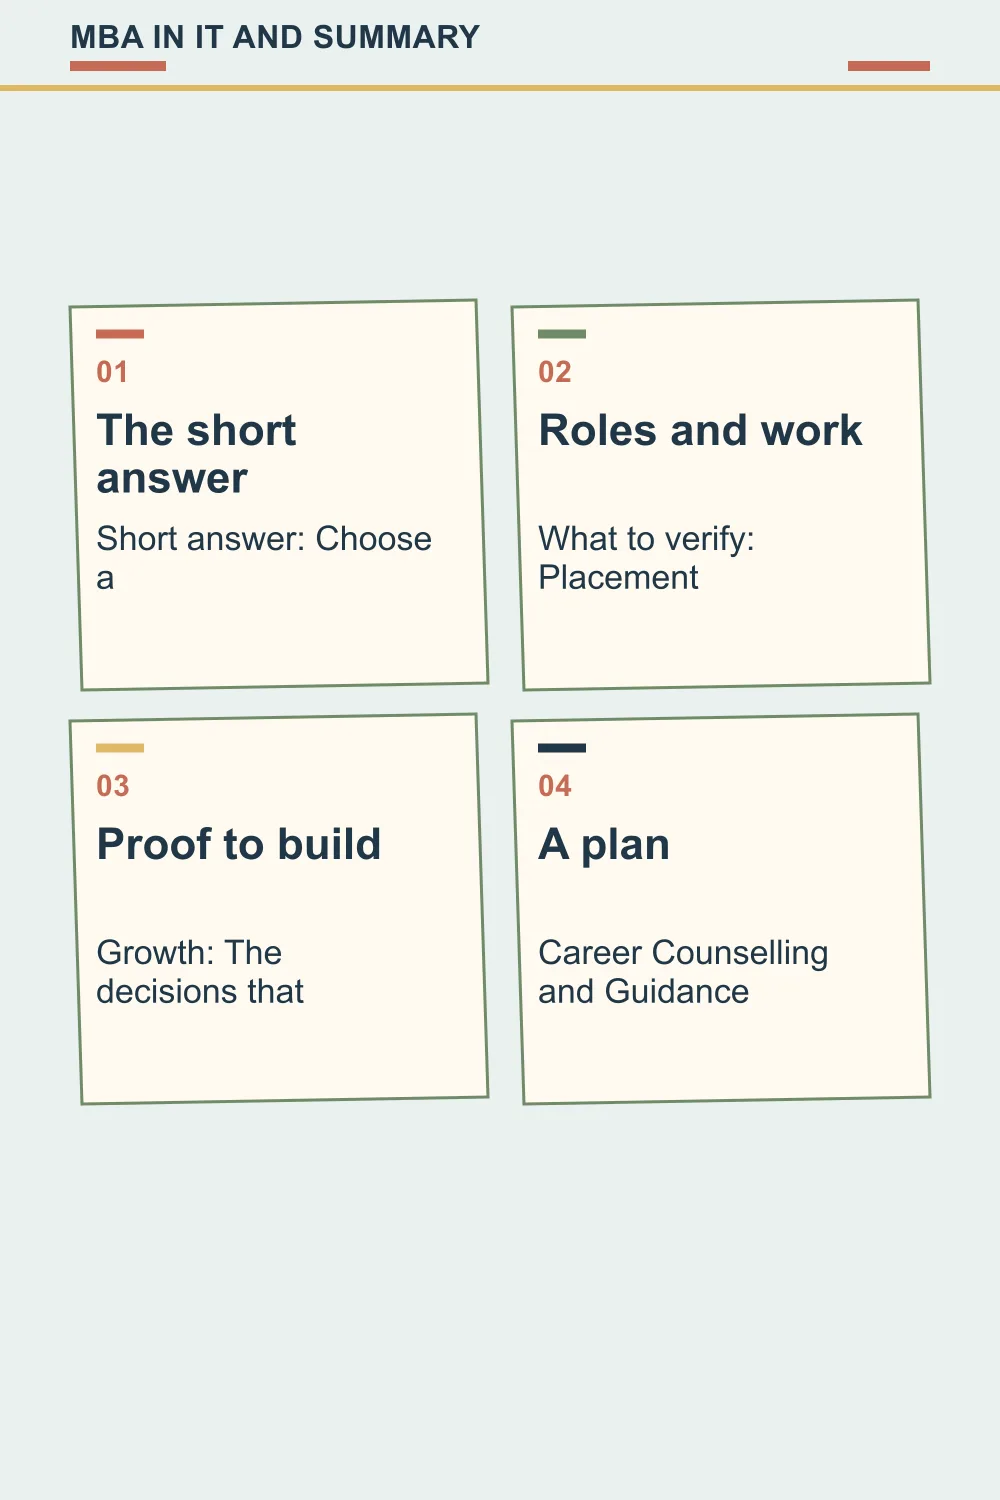 MBA IN IT AND SUMMARY
01
The short
answer
Short answer: Choose
a
02
Roles and work
What to verify:
Placement
03
Proof to build
Growth: The
decisions that
04
A plan
Career Counselling
and Guidance